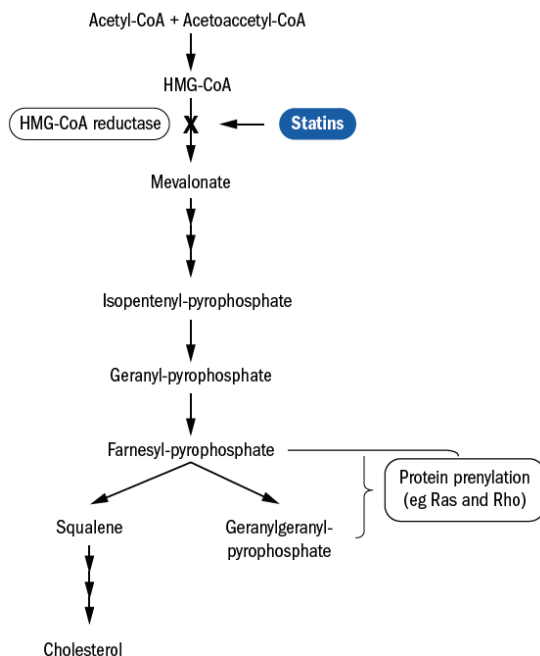 Acetyl-CoA + Acetoaccetyl-CoA
HMG-CoA
HMG-CoA reductase
X
Statins
Mevalonate
Isopentenyl-pyrophosphate
Geranyl-pyrophosphate
Farnesyl-pyrophosphate
Protein prenylation
(eg Ras and Rho)
Squalene
Geranylgeranyl-
pyrophosphate
Cholesterol